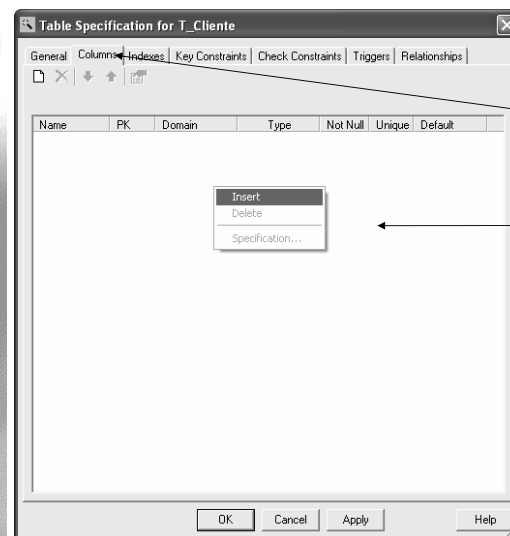 Table Specification for T_Cliente
General Columns Indexes Key Constraints Check Constraints Triggers Relationships
Name PK Domain Type Not Null Unique Default
Insert
Delete
Specification...
OK Cancel Apply Help